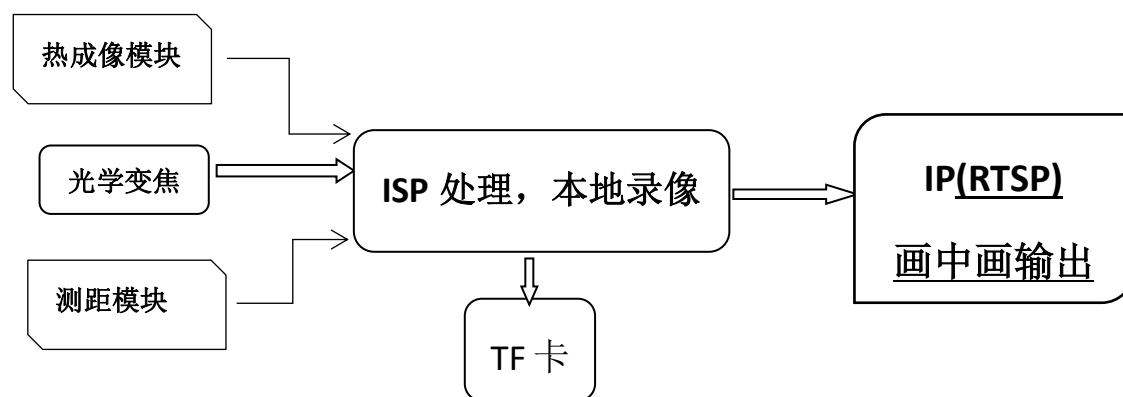 热成像模块
光学变焦
测距模块
ISP 处理，本地录像
TF 卡
IP(RTSP)
画中画输出